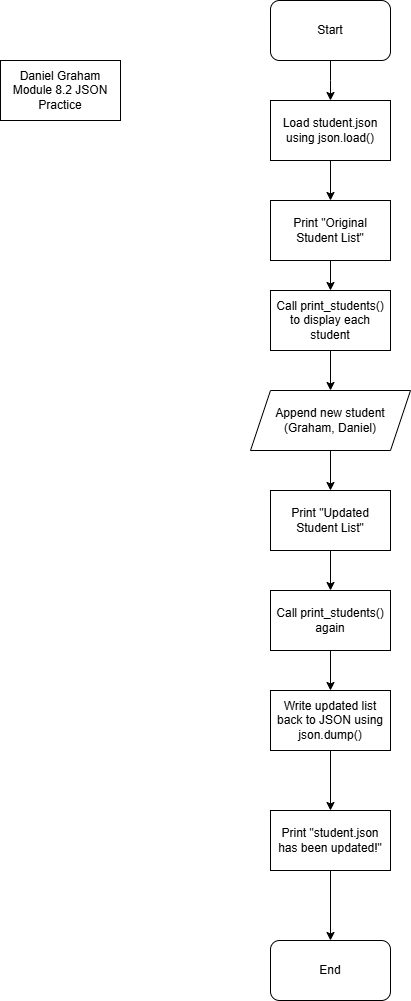 Start
Daniel Graham
Module 8.2 JSON
Practice
Load student.json
using json.load()
Print "Original
Student List"
Call print_students()
to display each
student
Append new student
(Graham, Daniel)
Print "Updated
Student List"
Call print_students()
again
Write updated list
back to JSON using
json.dump()
Print "student.json
has been updated!"
End